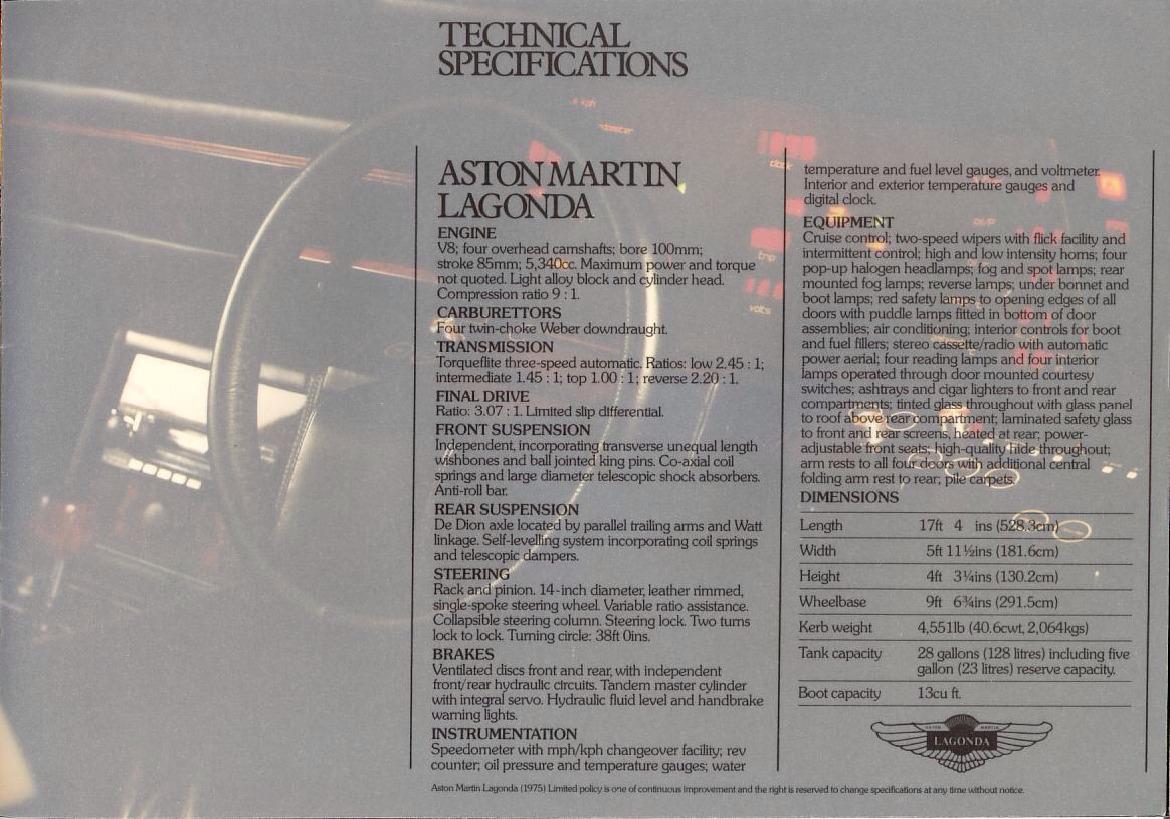 TECHNICAL
SPECIFICATIONS
ASTON MARTIN
LAGONDA
ENGINE
V8; four overhead camshafts; bore 100mm;
stroke 85mm; 5,340cc. Maximum power and torque
not quoted. Light alloy block and cylinder head.
Compression ratio 9 : 1.
CARBURETTORS
Four twin-choke Weber downdraught.
TRANSMISSION
Torqueflite three-speed automatic. Ratios: low 2.45 : 1;
intermediate 1.45 : 1; top 1.00 : 1; reverse 2.20 : 1.
FINAL DRIVE
Ratio: 3.07 : 1. Limited slip differential.
FRONT SUSPENSION
Independent, incorporating transverse unequal length
wishbones and ball jointed king pins. Co-axial coil
springs and large diameter telescopic shock absorbers.
Anti-roll bar.
REAR SUSPENSION
De Dion axle located by parallel trailing arms and Watt
linkage. Self-levelling system incorporating coil springs
and telescopic dampers.
STEERING
Rack and pinion. 14-inch diameter, leather rimmed,
single-spoke steering wheel. Variable ratio assistance.
Collapsible steering column. Steering lock. Two turns
lock to lock. Turning circle: 38ft 0ins.
BRAKES
Ventilated discs front and rear, with independent
front/rear hydraulic circuits. Tandem master cylinder
with integral servo. Hydraulic fluid level and handbrake
warning lights.
INSTRUMENTATION
Speedometer with mph/kph changeover facility; rev
counter; oil pressure and temperature gauges; water
temperature and fuel level gauges, and voltmeter.
Interior and exterior temperature gauges and
digital clock.
EQUIPMENT
Cruise control; two-speed wipers with flick facility and
intermittent control; high and low intensity horns; four
pop-up halogen headlamps; fog and spot lamps; rear
mounted fog lamps; reverse lamps, under bonnet and
boot lamps; red safety lamps to opening edges of all
doors with puddle lamps fitted in bottom of door
assemblies; air conditioning; interior controls for boot
and fuel fillers; stereo cassette/radio with automatic
power aerial; four reading lamps and four interior
lamps operated through door mounted courtesy
switches; ashtrays and cigar lighters to front and rear
compartments; tinted glass throughout with glass panel
to roof above rear compartment; laminated safety glass
to front and rear screens, heated at rear; power-
adjustable front seats; high-quality hide throughout;
arm rests to all four doors with additional central
folding arm rest to rear; pile carpets.
DIMENSIONS
Length 17ft 4 ins (528.3cm)
Width 5ft 11½ins (181.6cm)
Height 4ft 3¼ins (130.2cm)
Wheelbase 9ft 6¾ins (291.5cm)
Kerb weight 4,551lb (40.6cwt, 2,064kgs)
Tank capacity 28 gallons (128 litres) including five
gallon (23 litres) reserve capacity.
Boot capacity 13cu ft.
ASTON MARTIN
LAGONDA
Aston Martin Lagonda (1975) Limited policy is one of continuous improvement and the right is reserved to change specifications at any time without notice.
kph
clock
trip
volts